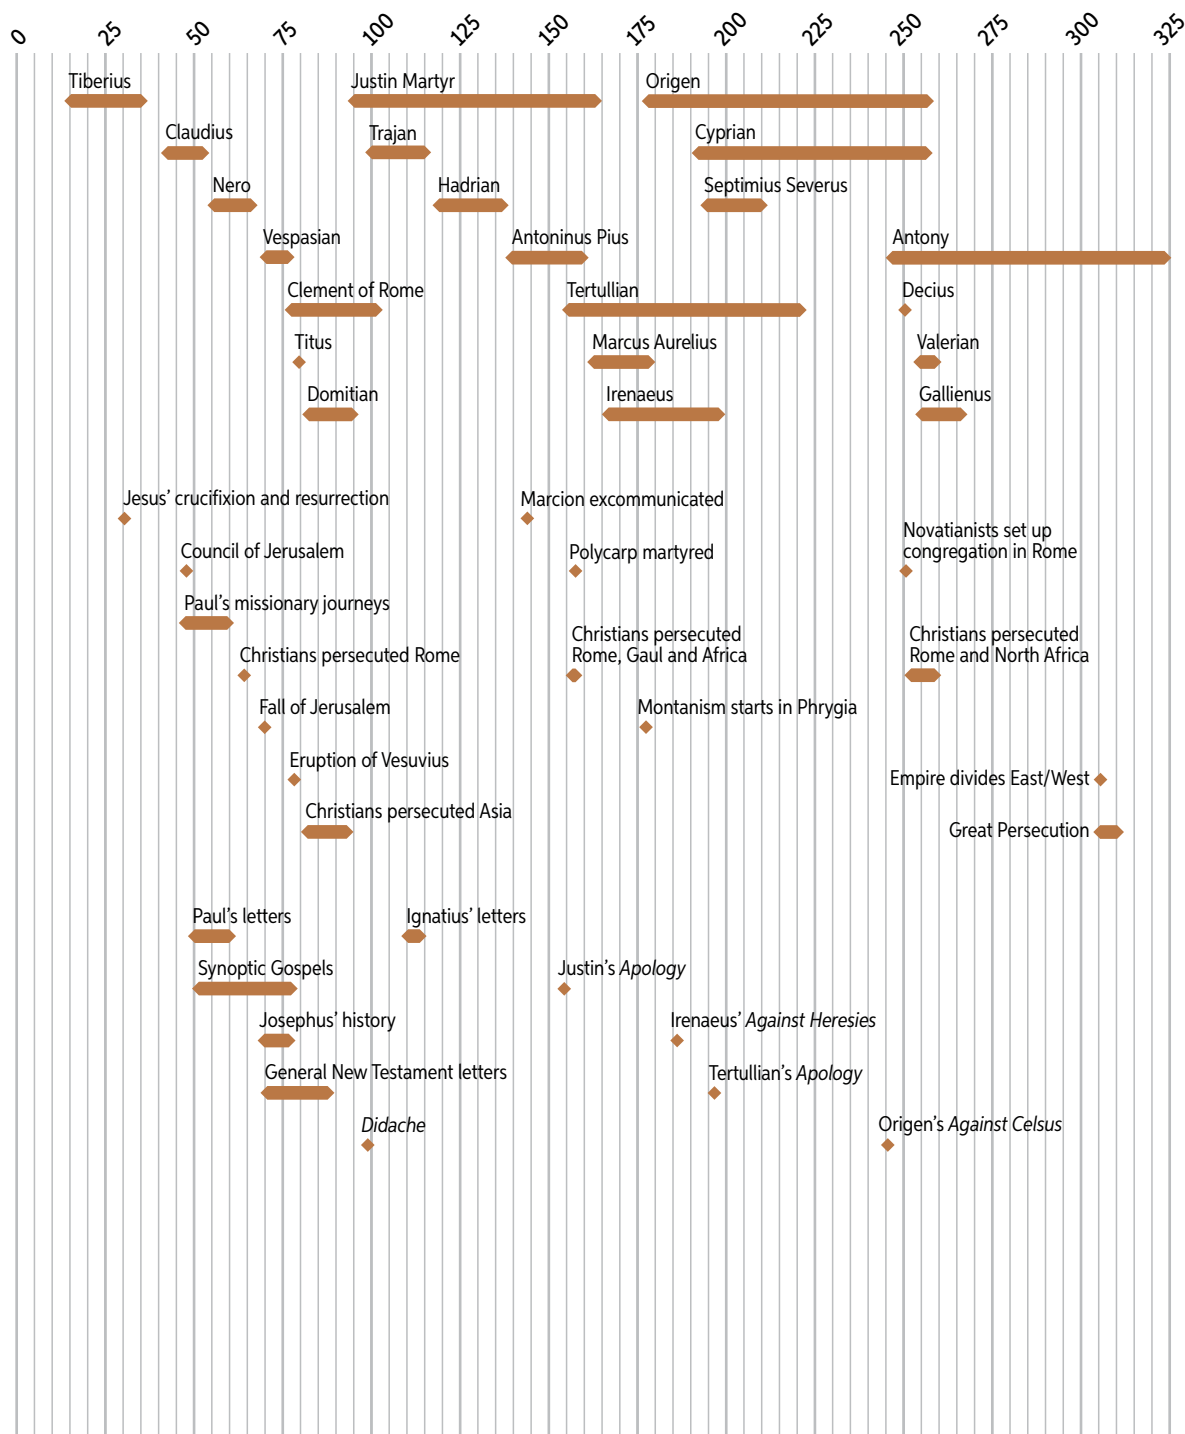 0 25 50 75 100 125 150 175 200 225 250 275 300 325
Tiberius Justin Martyr Origen
Claudius Trajan Cyprian
Nero Hadrian Septimius Severus
Vespasian Antoninus Pius Antony
Clement of Rome Tertullian Decius
Titus Marcus Aurelius Valerian
Domitian Irenaeus Gallienus
Jesus’ crucifixion and resurrection Marcion excommunicated
Novatianists set up
congregation in Rome
Council of Jerusalem Polycarp martyred
Paul’s missionary journeys
Christians persecuted
Rome, Gaul and Africa
Christians persecuted
Rome and North Africa
Christians persecuted Rome
Fall of Jerusalem Montanism starts in Phrygia
Eruption of Vesuvius Empire divides East/West
Christians persecuted Asia Great Persecution
Paul’s letters Ignatius’ letters
Synoptic Gospels Justin’s Apology
Josephus’ history Irenaeus’ Against Heresies
General New Testament letters Tertullian’s Apology
Didache Origen’s Against Celsus